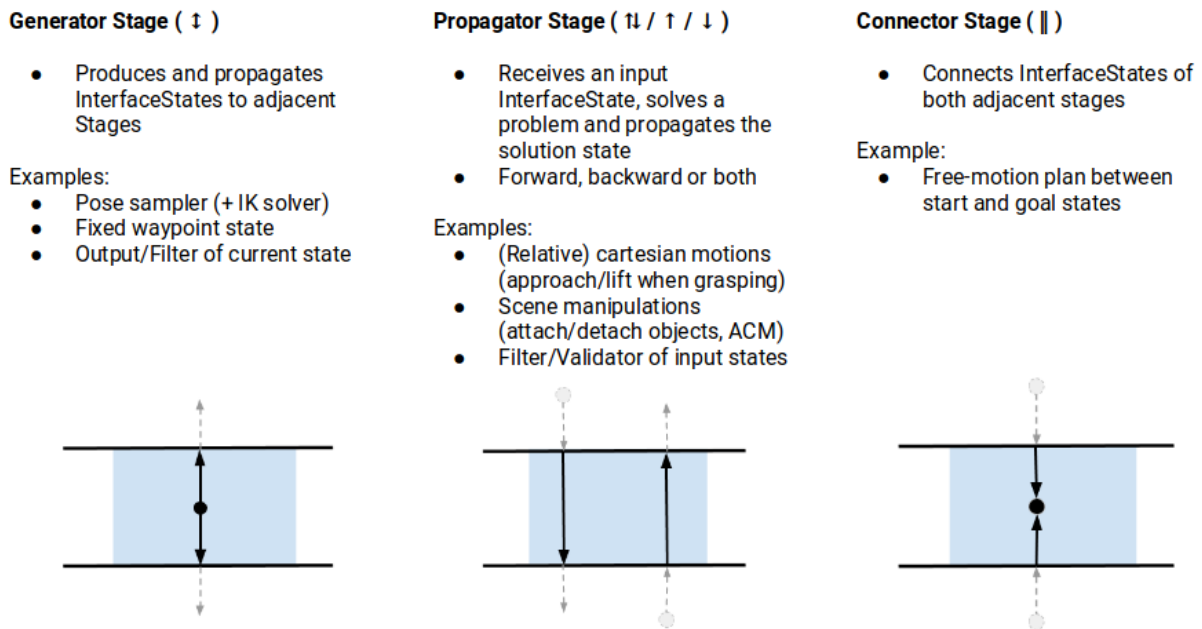 Generator Stage ( ↕ )
● Produces and propagates
InterfaceStates to adjacent
Stages
Examples:
● Pose sampler (+ IK solver)
● Fixed waypoint state
● Output/Filter of current state
Propagator Stage ( ⇅ / ↑ / ↓ )
● Receives an input
InterfaceState, solves a
problem and propagates the
solution state
● Forward, backward or both
Examples:
● (Relative) cartesian motions
(approach/lift when grasping)
● Scene manipulations
(attach/detach objects, ACM)
● Filter/Validator of input states
Connector Stage ( ‖ )
● Connects InterfaceStates of
both adjacent stages
Example:
● Free-motion plan between
start and goal states